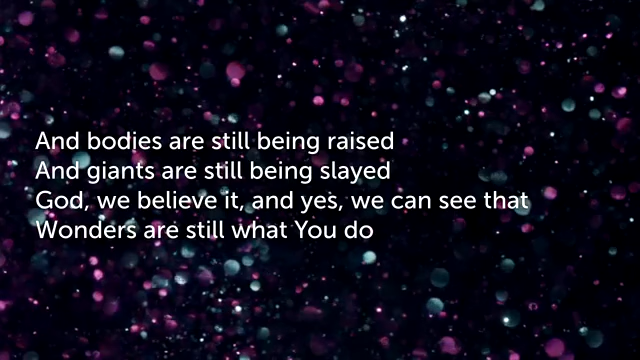 And bodies are still being raised
And giants are still being slayed
God, we believe it, and yes, we can see that
Wonders are still what You do